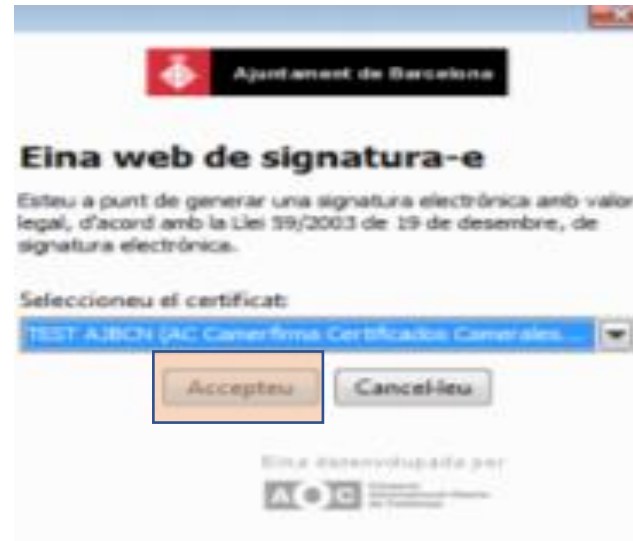 Ajuntament de Barcelona
Eina web de signatura-e
Esteu a punt de generar una signatura electrònica amb valor
legal, d'acord amb la Llei 59/2003 de 19 de desembre, de
signatura electrònica.
Seleccioneu el certificat:
TEST AJBCN (AC Camerfirma Certificados Camerales...
Accepteu
Cancel·leu
Eina desenvolupada per
AOC